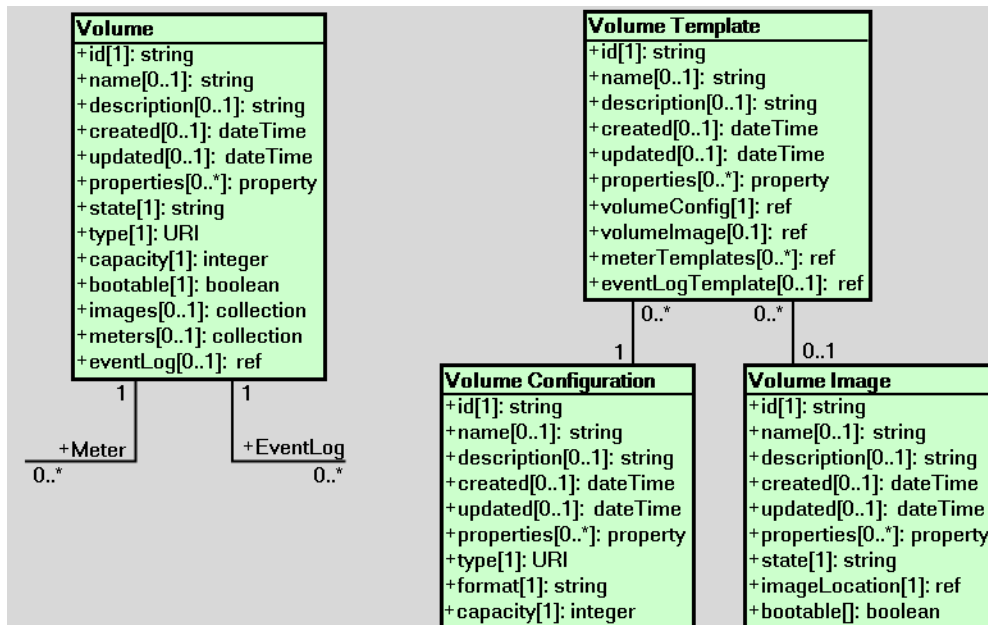 Volume
+id[1]: string
+name[0..1]: string
+description[0..1]: string
+created[0..1]: dateTime
+updated[0..1]: dateTime
+properties[0..*]: property
+state[1]: string
+type[1]: URI
+capacity[1]: integer
+bootable[1]: boolean
+images[0..1]: collection
+meters[0..1]: collection
+eventLog[0..1]: ref
1
1
+Meter
+EventLog
0..*
0..*
Volume Template
+id[1]: string
+name[0..1]: string
+description[0..1]: string
+created[0..1]: dateTime
+updated[0..1]: dateTime
+properties[0..*]: property
+volumeConfig[1]: ref
+volumeImage[0.1]: ref
+meterTemplates[0..*]: ref
+eventLogTemplate[0..1]: ref
0..*
0..*
1
0..1
Volume Configuration
+id[1]: string
+name[0..1]: string
+description[0..1]: string
+created[0..1]: dateTime
+updated[0..1]: dateTime
+properties[0..*]: property
+type[1]: URI
+format[1]: string
+capacity[1]: integer
Volume Image
+id[1]: string
+name[0..1]: string
+description[0..1]: string
+created[0..1]: dateTime
+updated[0..1]: dateTime
+properties[0..*]: property
+state[1]: string
+imageLocation[1]: ref
+bootable[]: boolean